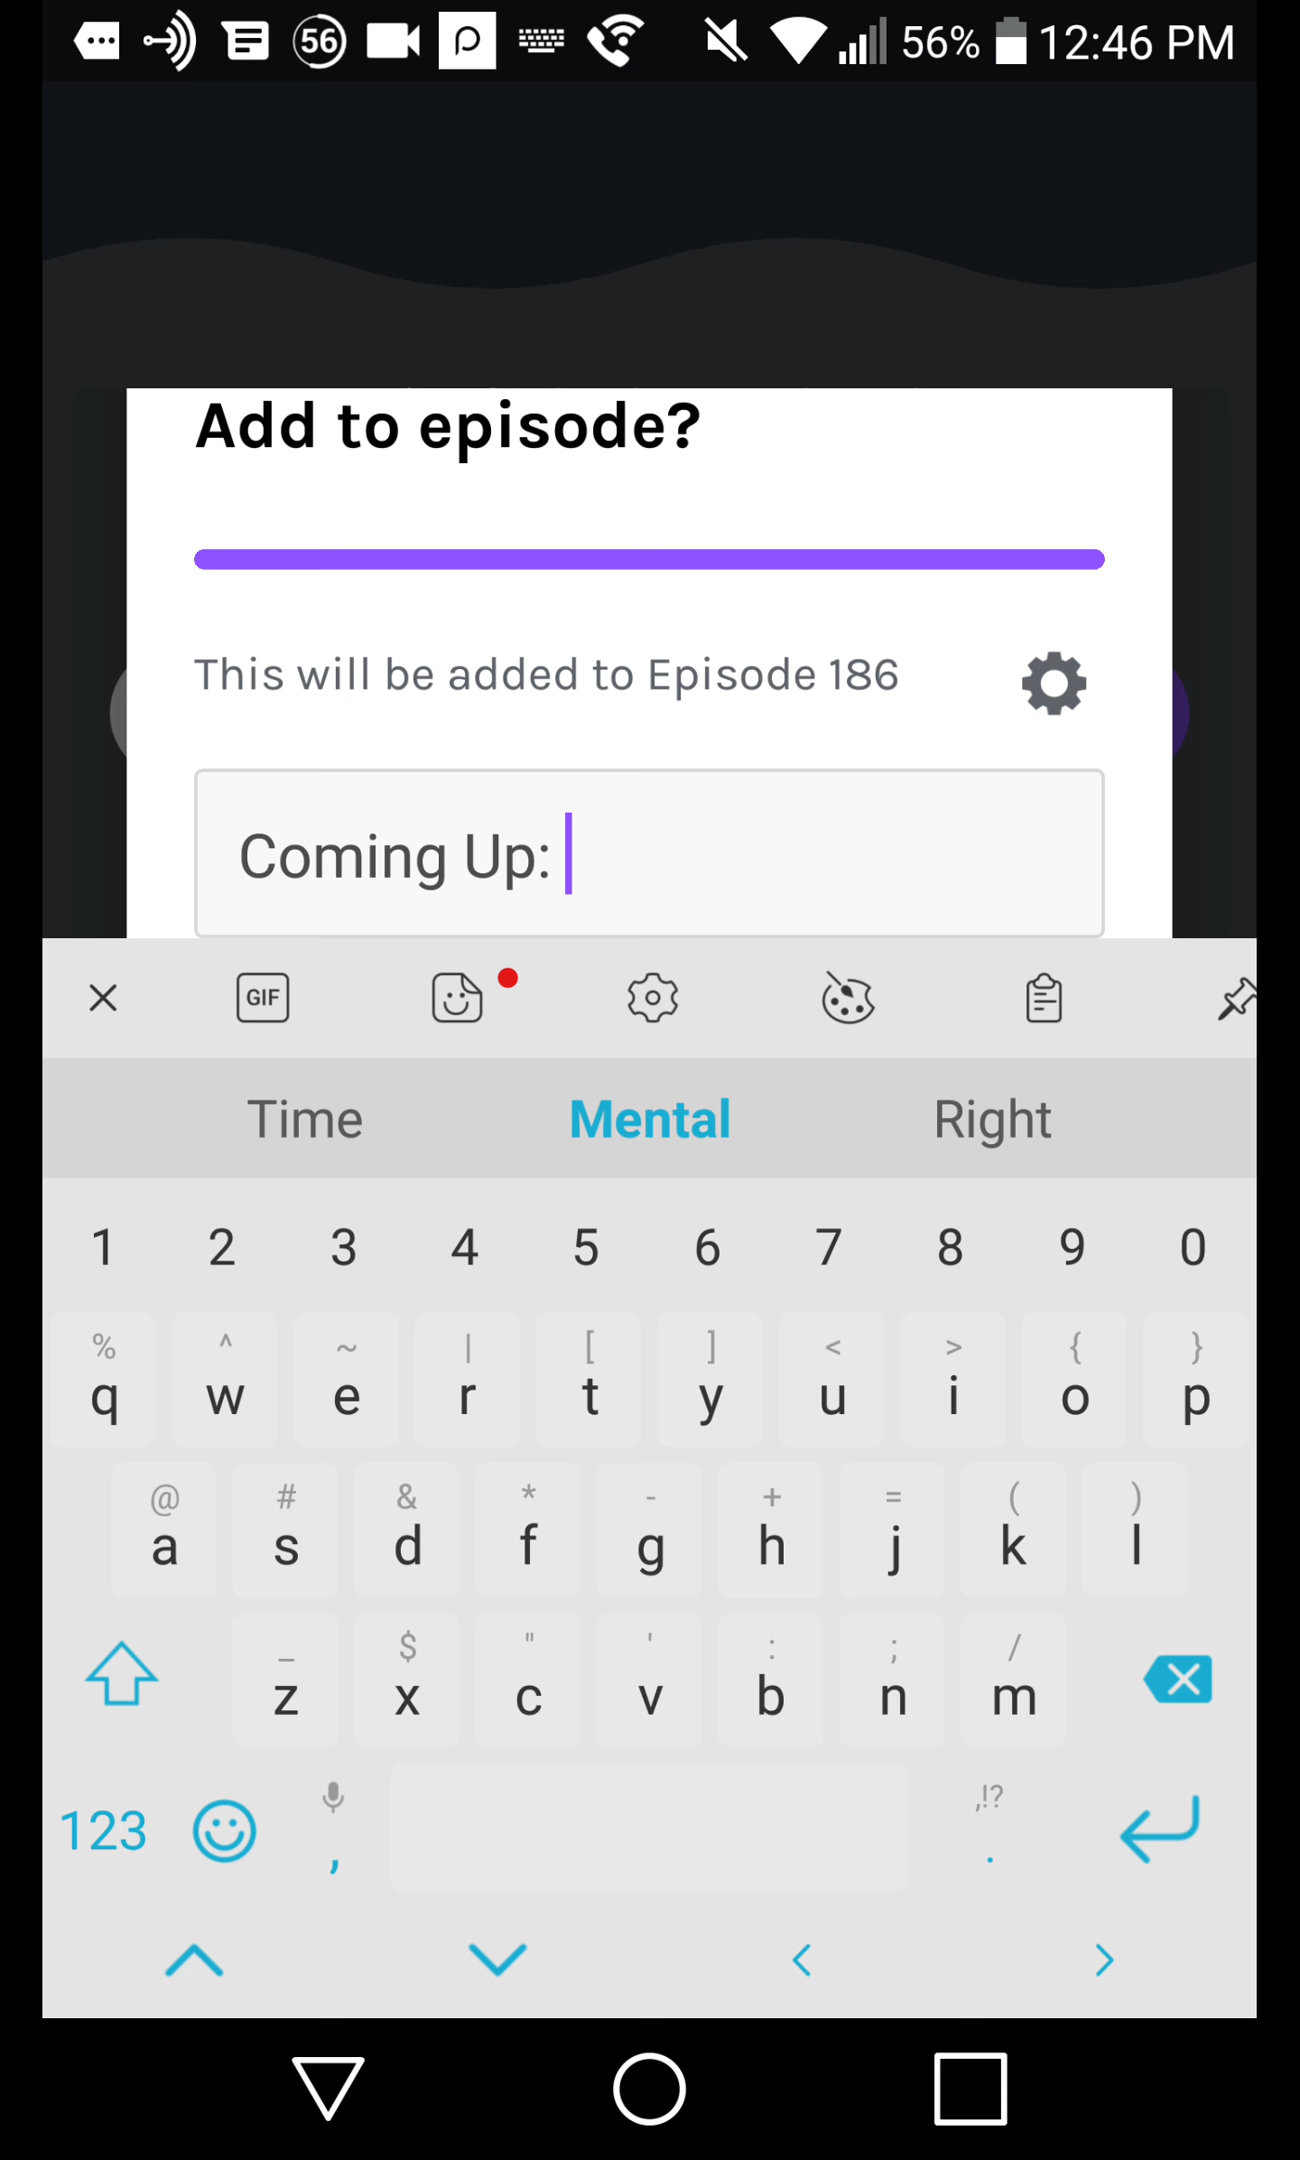 56 56% 12:46 PM
Add to episode?
This will be added to Episode 186
Coming Up:
GIF
Time Mental Right
1 2 3 4 5 6 7 8 9 0
% ^ ~ | [ ] < > { }
q w e r t y u i o p
@ # & * - + = ( )
a s d f g h j k l
_ $ " ' : ; /
z x c v b n m
,!?
123 , .